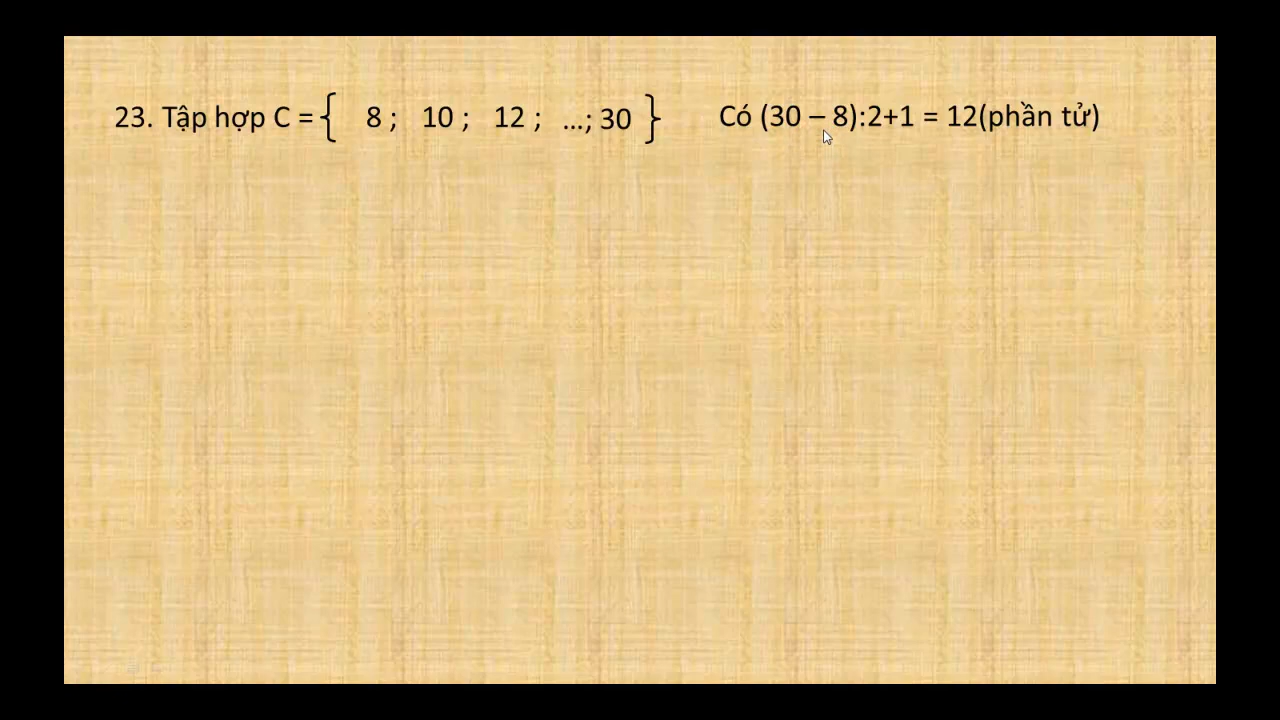 23. Tập hợp C = { 8 ; 10 ; 12 ; ...; 30 } Có (30 – 8):2+1 = 12(phần tử)